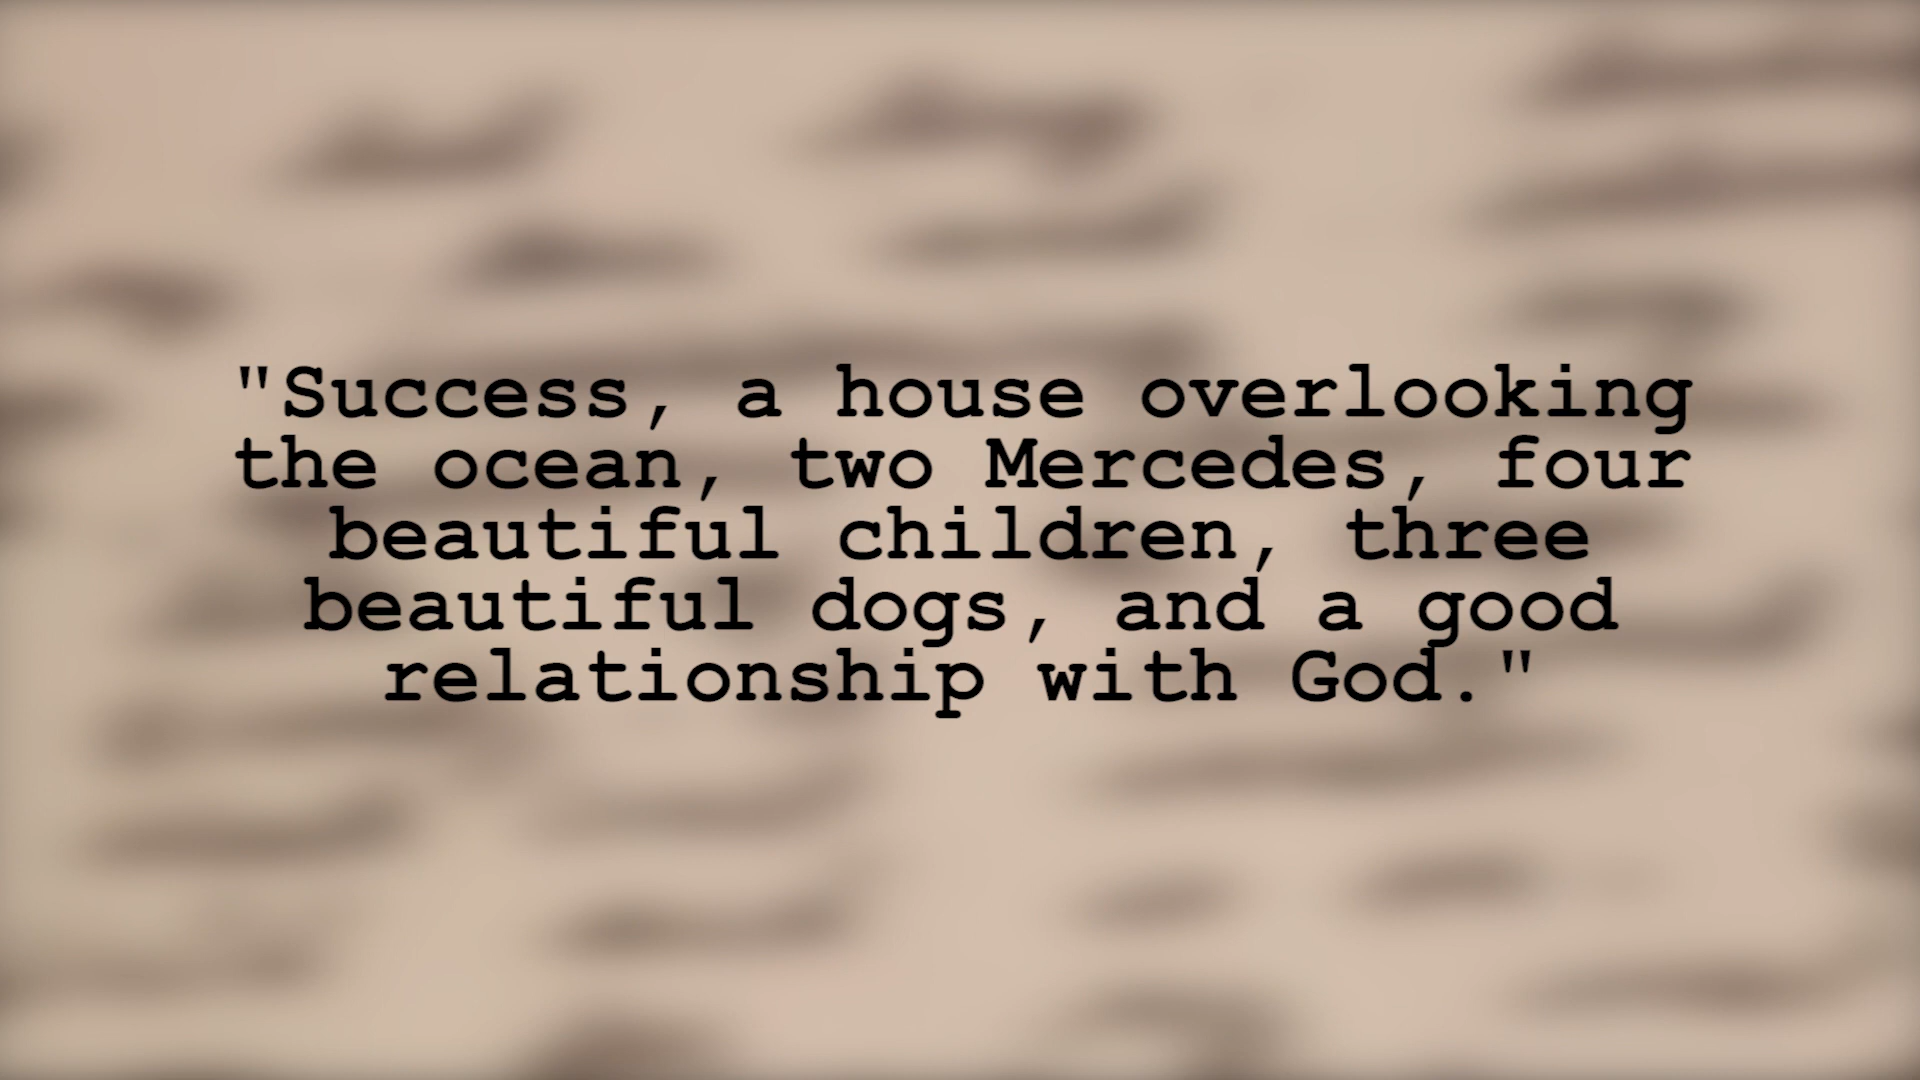 "Success, a house overlooking
the ocean, two Mercedes, four
beautiful children, three
beautiful dogs, and a good
relationship with God."